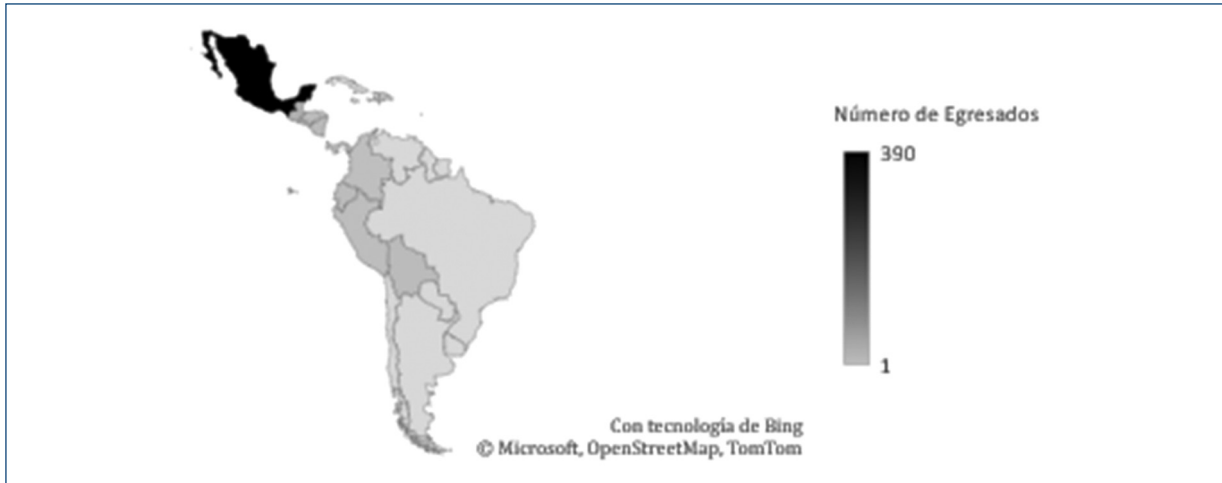 Número de Egresados
390
1
Con tecnología de Bing
© Microsoft, OpenStreetMap, TomTom